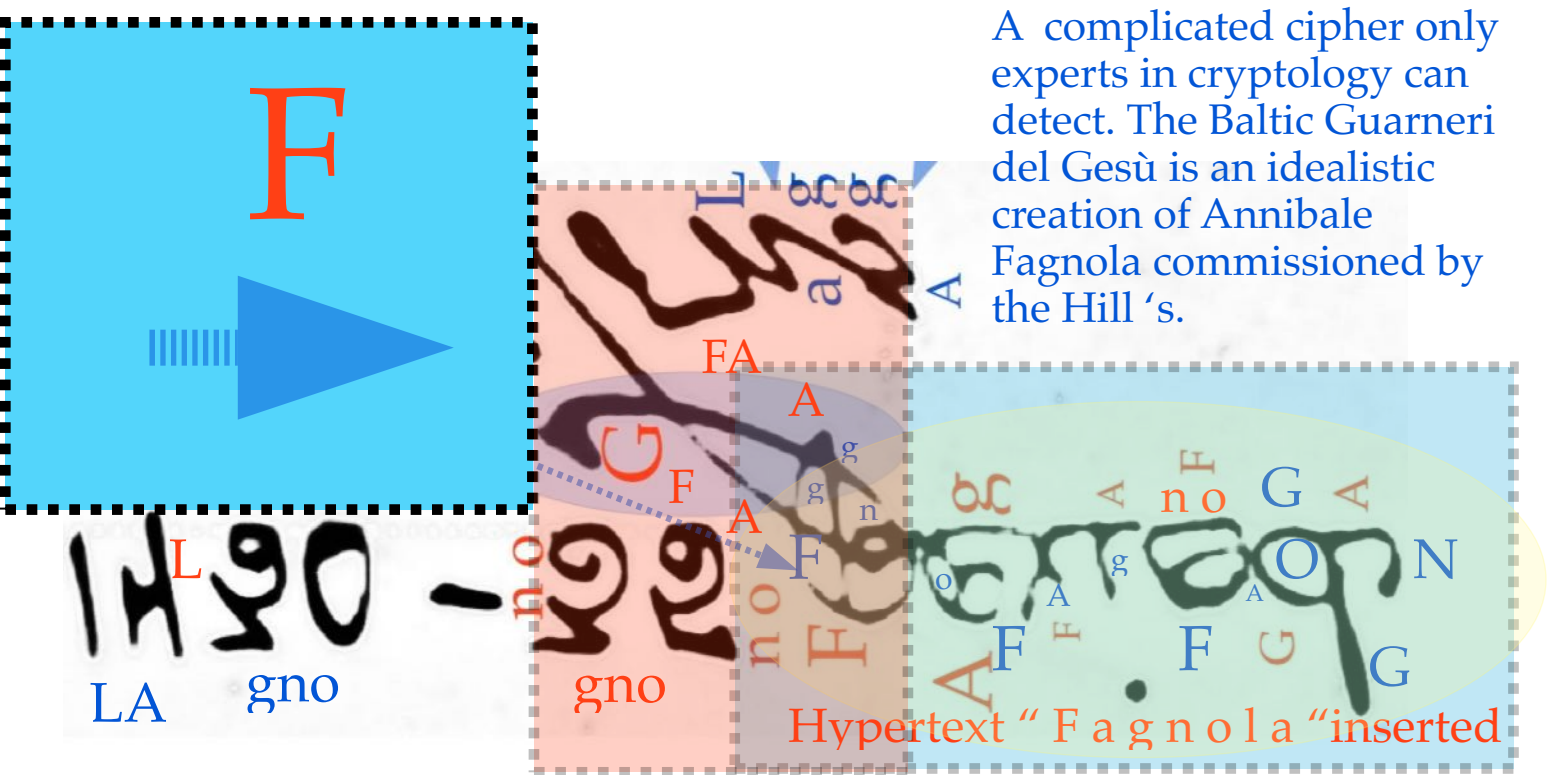 A complicated cipher only
experts in cryptology can
detect. The Baltic Guarneri
del Gesù is an idealistic
creation of Annibale
Fagnola commissioned by
the Hill ‘s.
F
L g g
a A
FA
A
G
g
F
g n
A
F
n o
g A F
n o
G A
o A g A O N
L
n o
F F
F G
G
A
F
n o
LA gno gno
Hypertext “ F a g n o l a “inserted